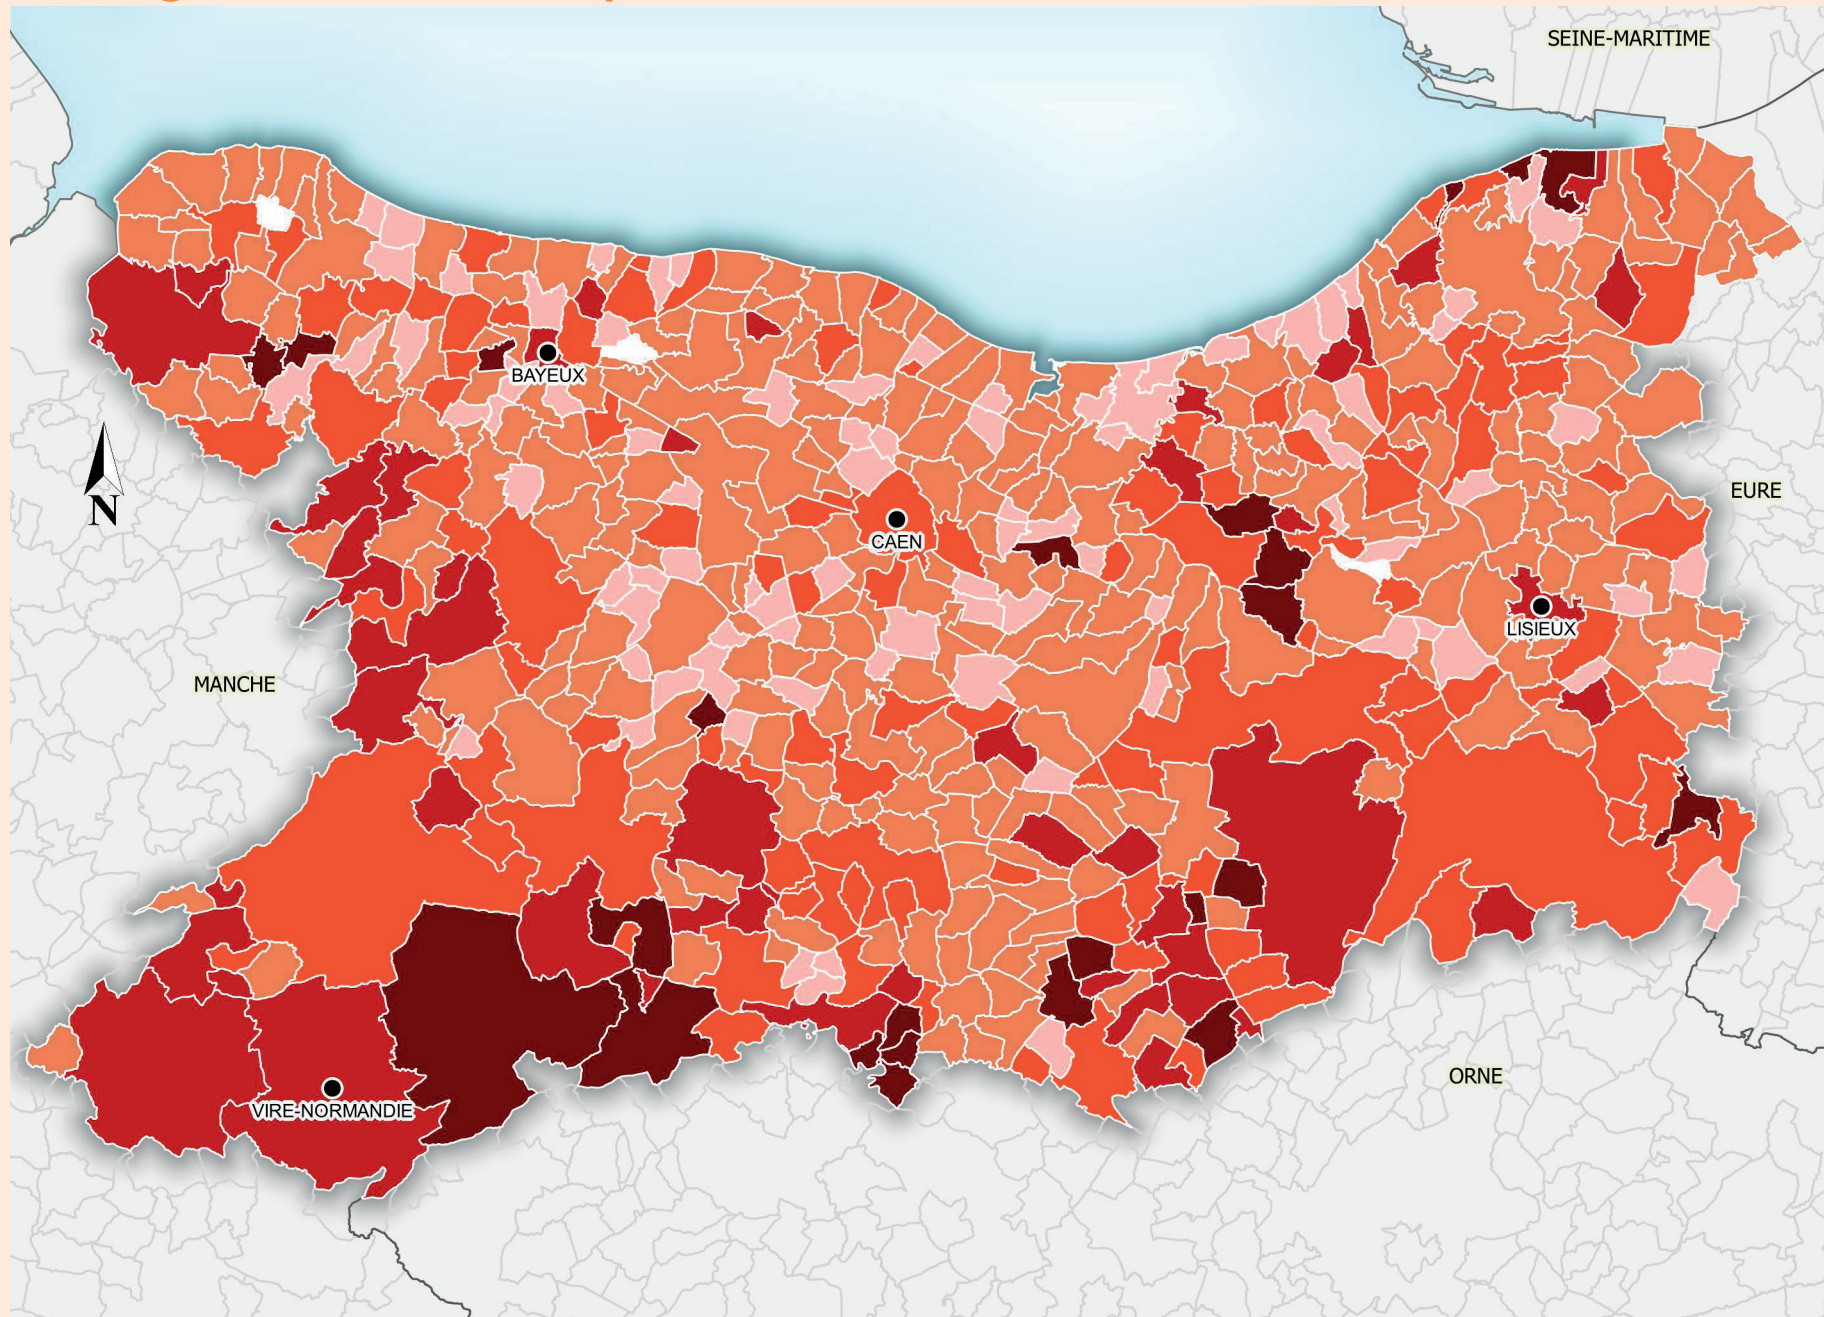 SEINE-MARITIME
BAYEUX
EURE
N
CAEN
LISIEUX
MANCHE
ORNE
VIRE-NORMANDIE